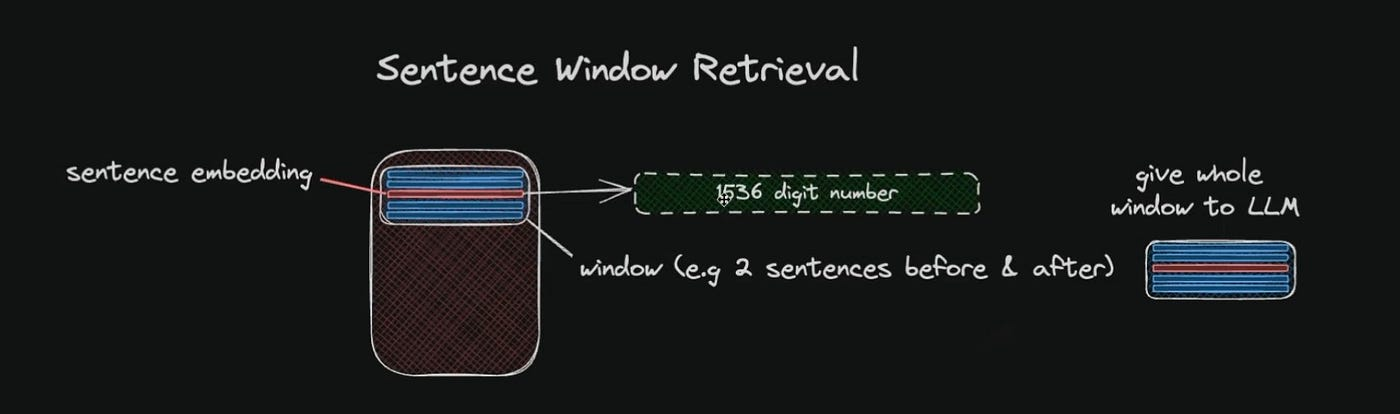 Sentence Window Retrieval
sentence embedding
1536 digit number
window (e.g 2 sentences before & after)
give whole
window to LLM